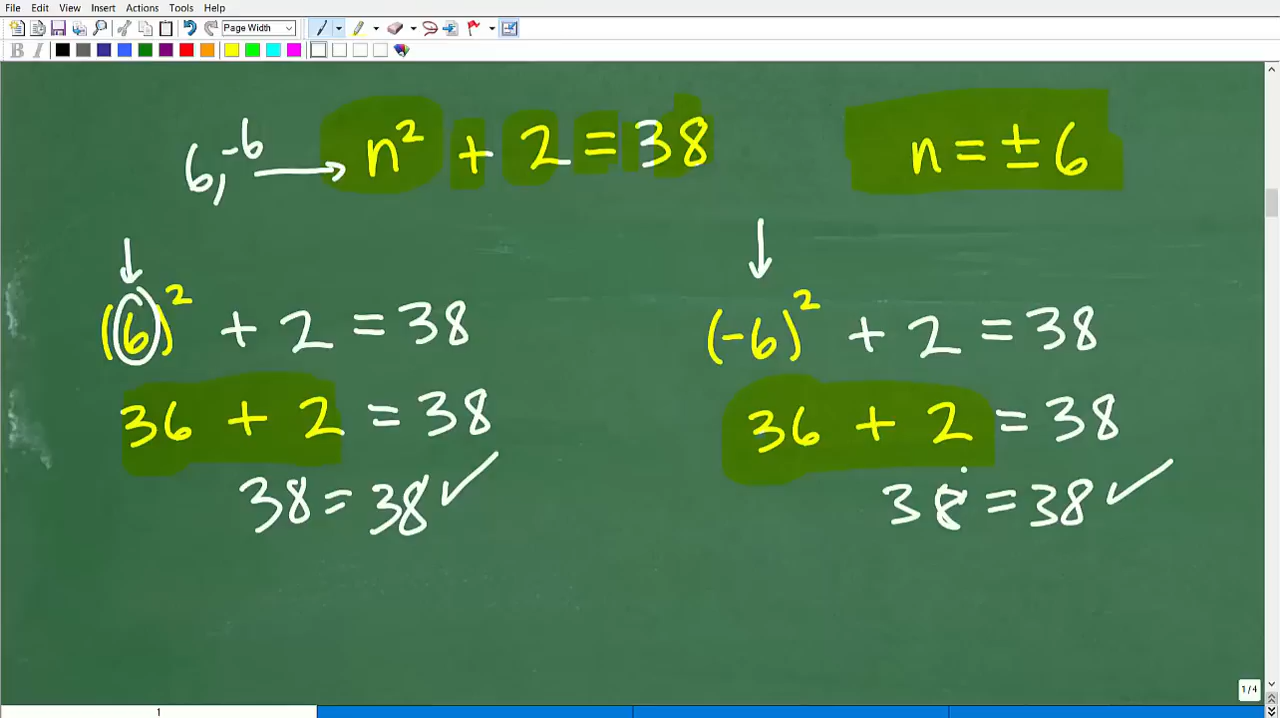 File Edit View Insert Actions Tools Help
Page Width
B I
6, -6 → n² + 2 = 38 n = ±6
(6)² + 2 = 38 (-6)² + 2 = 38
36 + 2 = 38 36 + 2 = 38
38 = 38 ✓ 38 = 38 ✓
1/4
1